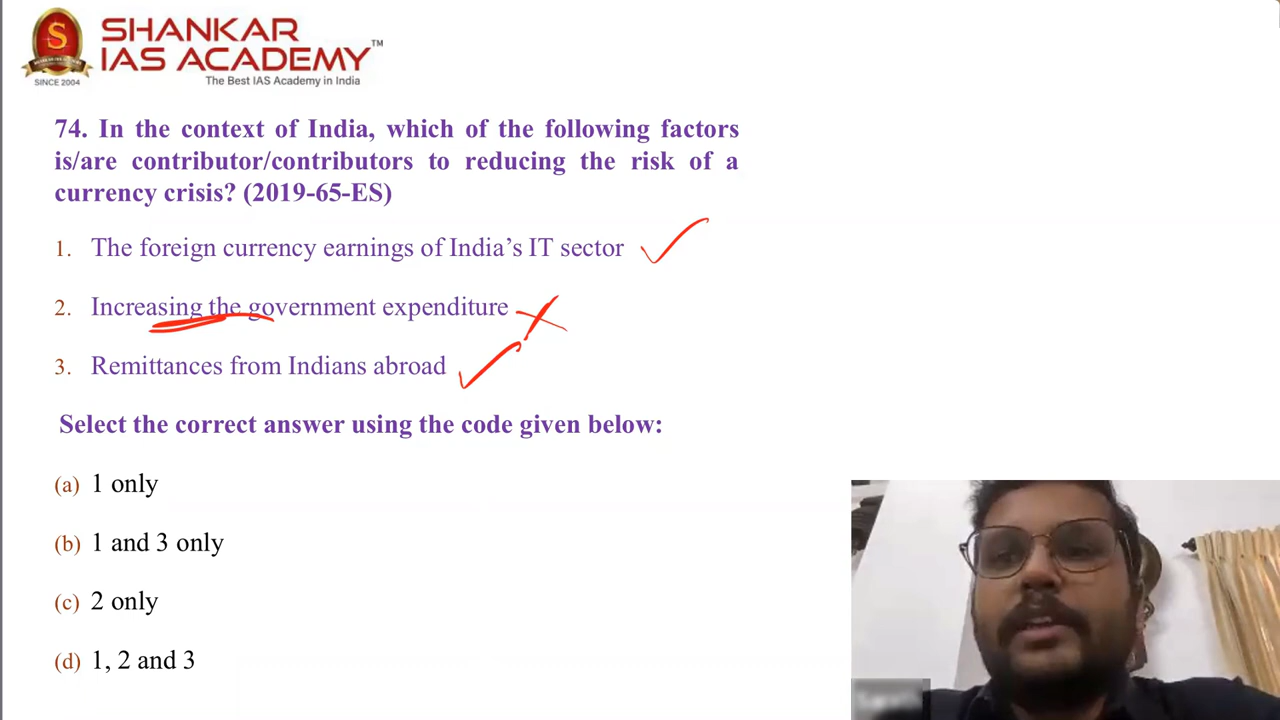 SHANKAR
IAS ACADEMY™
The Best IAS Academy in India
SINCE 2004
74. In the context of India, which of the following factors
is/are contributor/contributors to reducing the risk of a
currency crisis? (2019-65-ES)
1. The foreign currency earnings of India's IT sector
2. Increasing the government expenditure
3. Remittances from Indians abroad
Select the correct answer using the code given below:
(a) 1 only
(b) 1 and 3 only
(c) 2 only
(d) 1, 2 and 3